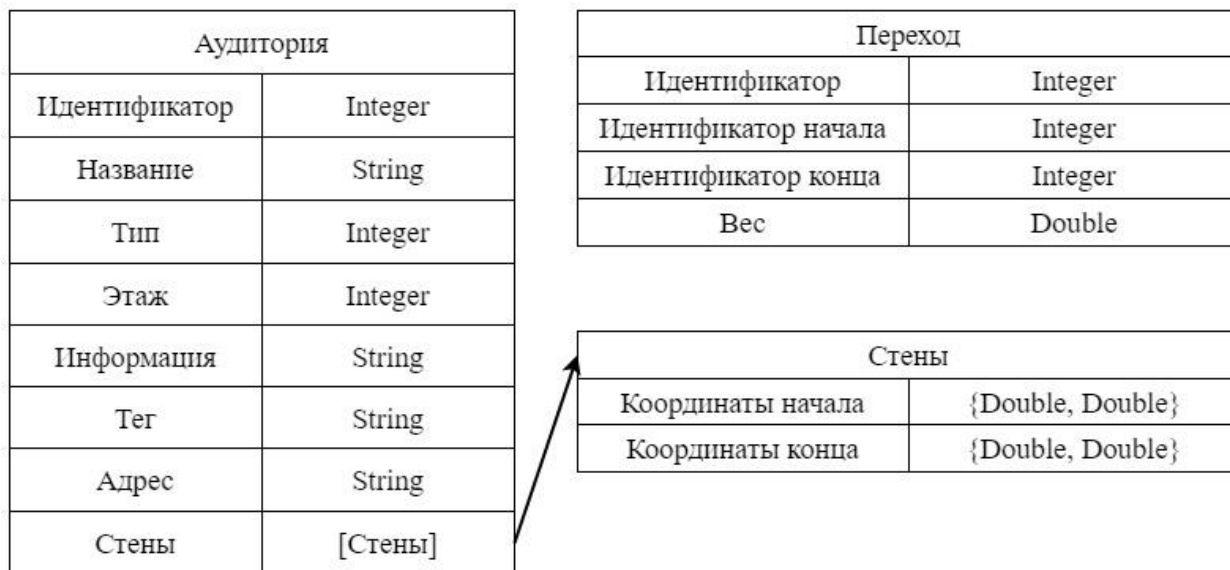 Аудитория
Идентификатор Integer
Название String
Тип Integer
Этаж Integer
Информация String
Тег String
Адрес String
Стены [Стены]
Переход
Идентификатор Integer
Идентификатор начала Integer
Идентификатор конца Integer
Вес Double
Стены
Координаты начала {Double, Double}
Координаты конца {Double, Double}